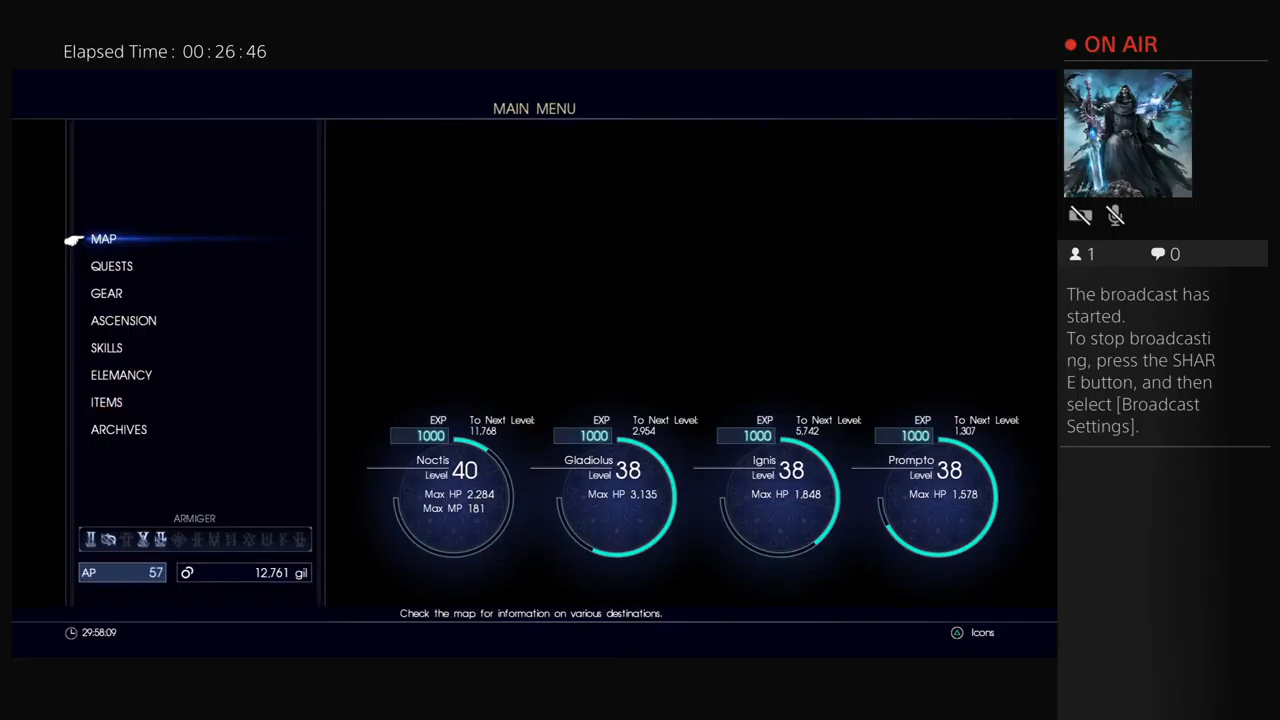 Elapsed Time: 00:26:46
ON AIR
MAIN MENU
MAP
QUESTS
GEAR
ASCENSION
SKILLS
ELEMANCY
ITEMS
ARCHIVES
ARMIGER
AP 57
12,761 gil
EXP To Next Level:
1000 11,768
Noctis
Level 40
Max HP 2,284
Max MP 181
EXP To Next Level:
1000 2,954
Gladiolus
Level 38
Max HP 3,135
EXP To Next Level:
1000 5,742
Ignis
Level 38
Max HP 1,848
EXP To Next Level:
1000 1,307
Prompto
Level 38
Max HP 1,578
Check the map for information on various destinations.
29:58:09
Icons
1 0
The broadcast has
started.
To stop broadcasti
ng, press the SHAR
E button, and then
select [Broadcast
Settings].